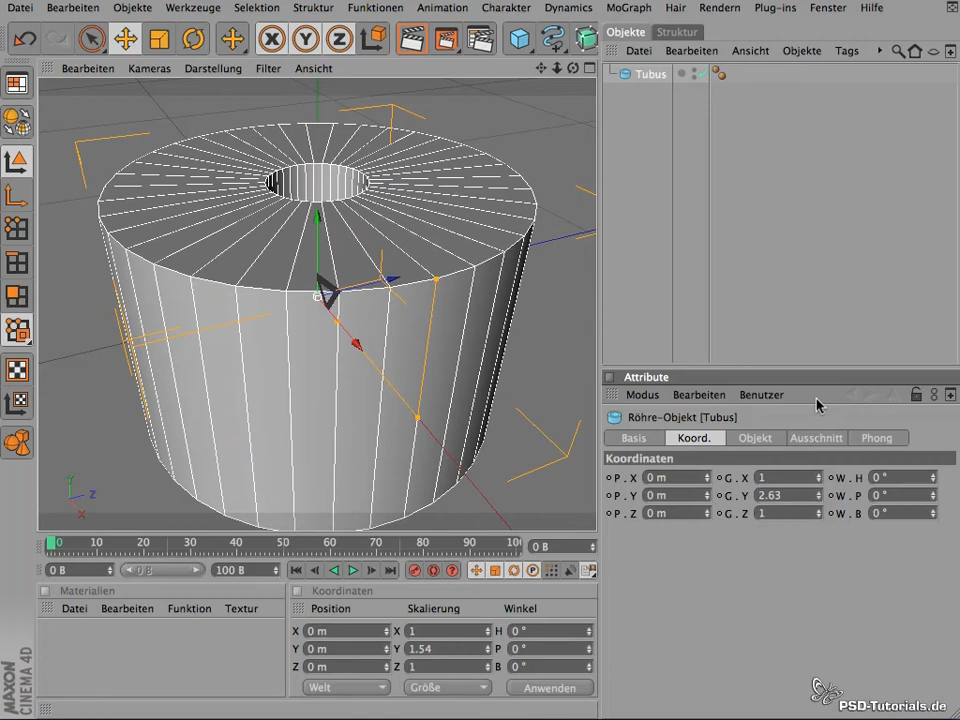 Datei Bearbeiten Objekte Werkzeuge Selektion Struktur Funktionen Animation Charakter Dynamics MoGraph Hair Rendern Plug-ins Fenster Hilfe
Objekte Struktur
Datei Bearbeiten Ansicht Objekte Tags
Bearbeiten Kameras Darstellung Filter Ansicht
Tubus
X Y Z
Attribute
Modus Bearbeiten Benutzer
Röhre-Objekt [Tubus]
Basis Koord. Objekt Ausschnitt Phong
Koordinaten
P . X 0 m G . X 1 W . H 0 °
P . Y 0 m G . Y 2.63 W . P 0 °
P . Z 0 m G . Z 1 W . B 0 °
Y
Z
X
0 10 20 30 40 50 60 70 80 90 0 B
0 B 0 B 100 B
Materialien
Datei Bearbeiten Funktion Textur
Koordinaten
Position Skalierung Winkel
X 0 m X 1 H 0 °
Y 0 m Y 1.54 P 0 °
Z 0 m Z 1 B 0 °
Welt Größe Anwenden
MAXON
CINEMA 4D
PSD-Tutorials.de